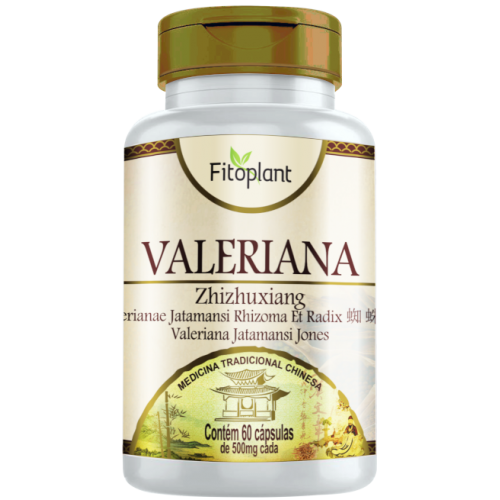 Fitoplant
VALERIANA
Zhizhuxiang
erianae Jatamansi Rhizoma Et Radix 蜘
Valeriana Jatamansi Jones
MEDICINA TRADICIONAL CHINESA
Contém 60 cápsulas
de 500mg cada